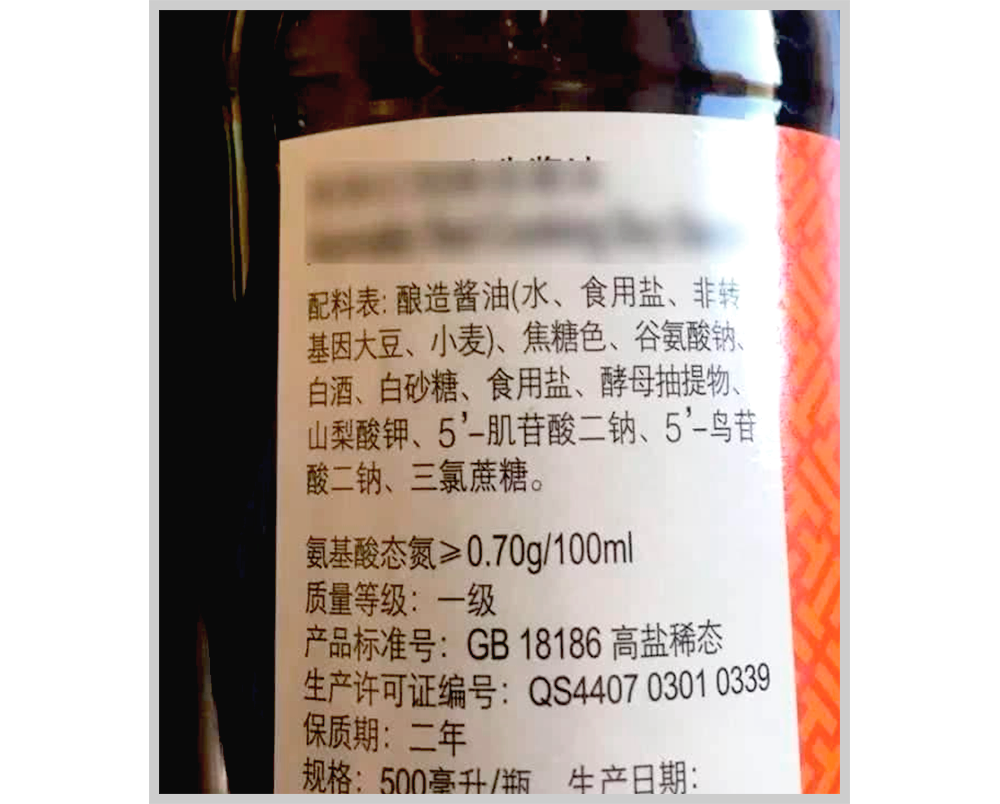 配料表: 酿造酱油(水、食用盐、非转
基因大豆、小麦)、焦糖色、谷氨酸钠、
白酒、白砂糖、食用盐、酵母抽提物、
山梨酸钾、5’-肌苷酸二钠、5’-鸟苷
酸二钠、三氯蔗糖。
氨基酸态氮≥0.70g/100ml
质量等级：一级
产品标准号：GB 18186 高盐稀态
生产许可证编号：QS4407 0301 0339
保质期：二年
规格：500毫升/瓶 生产日期：